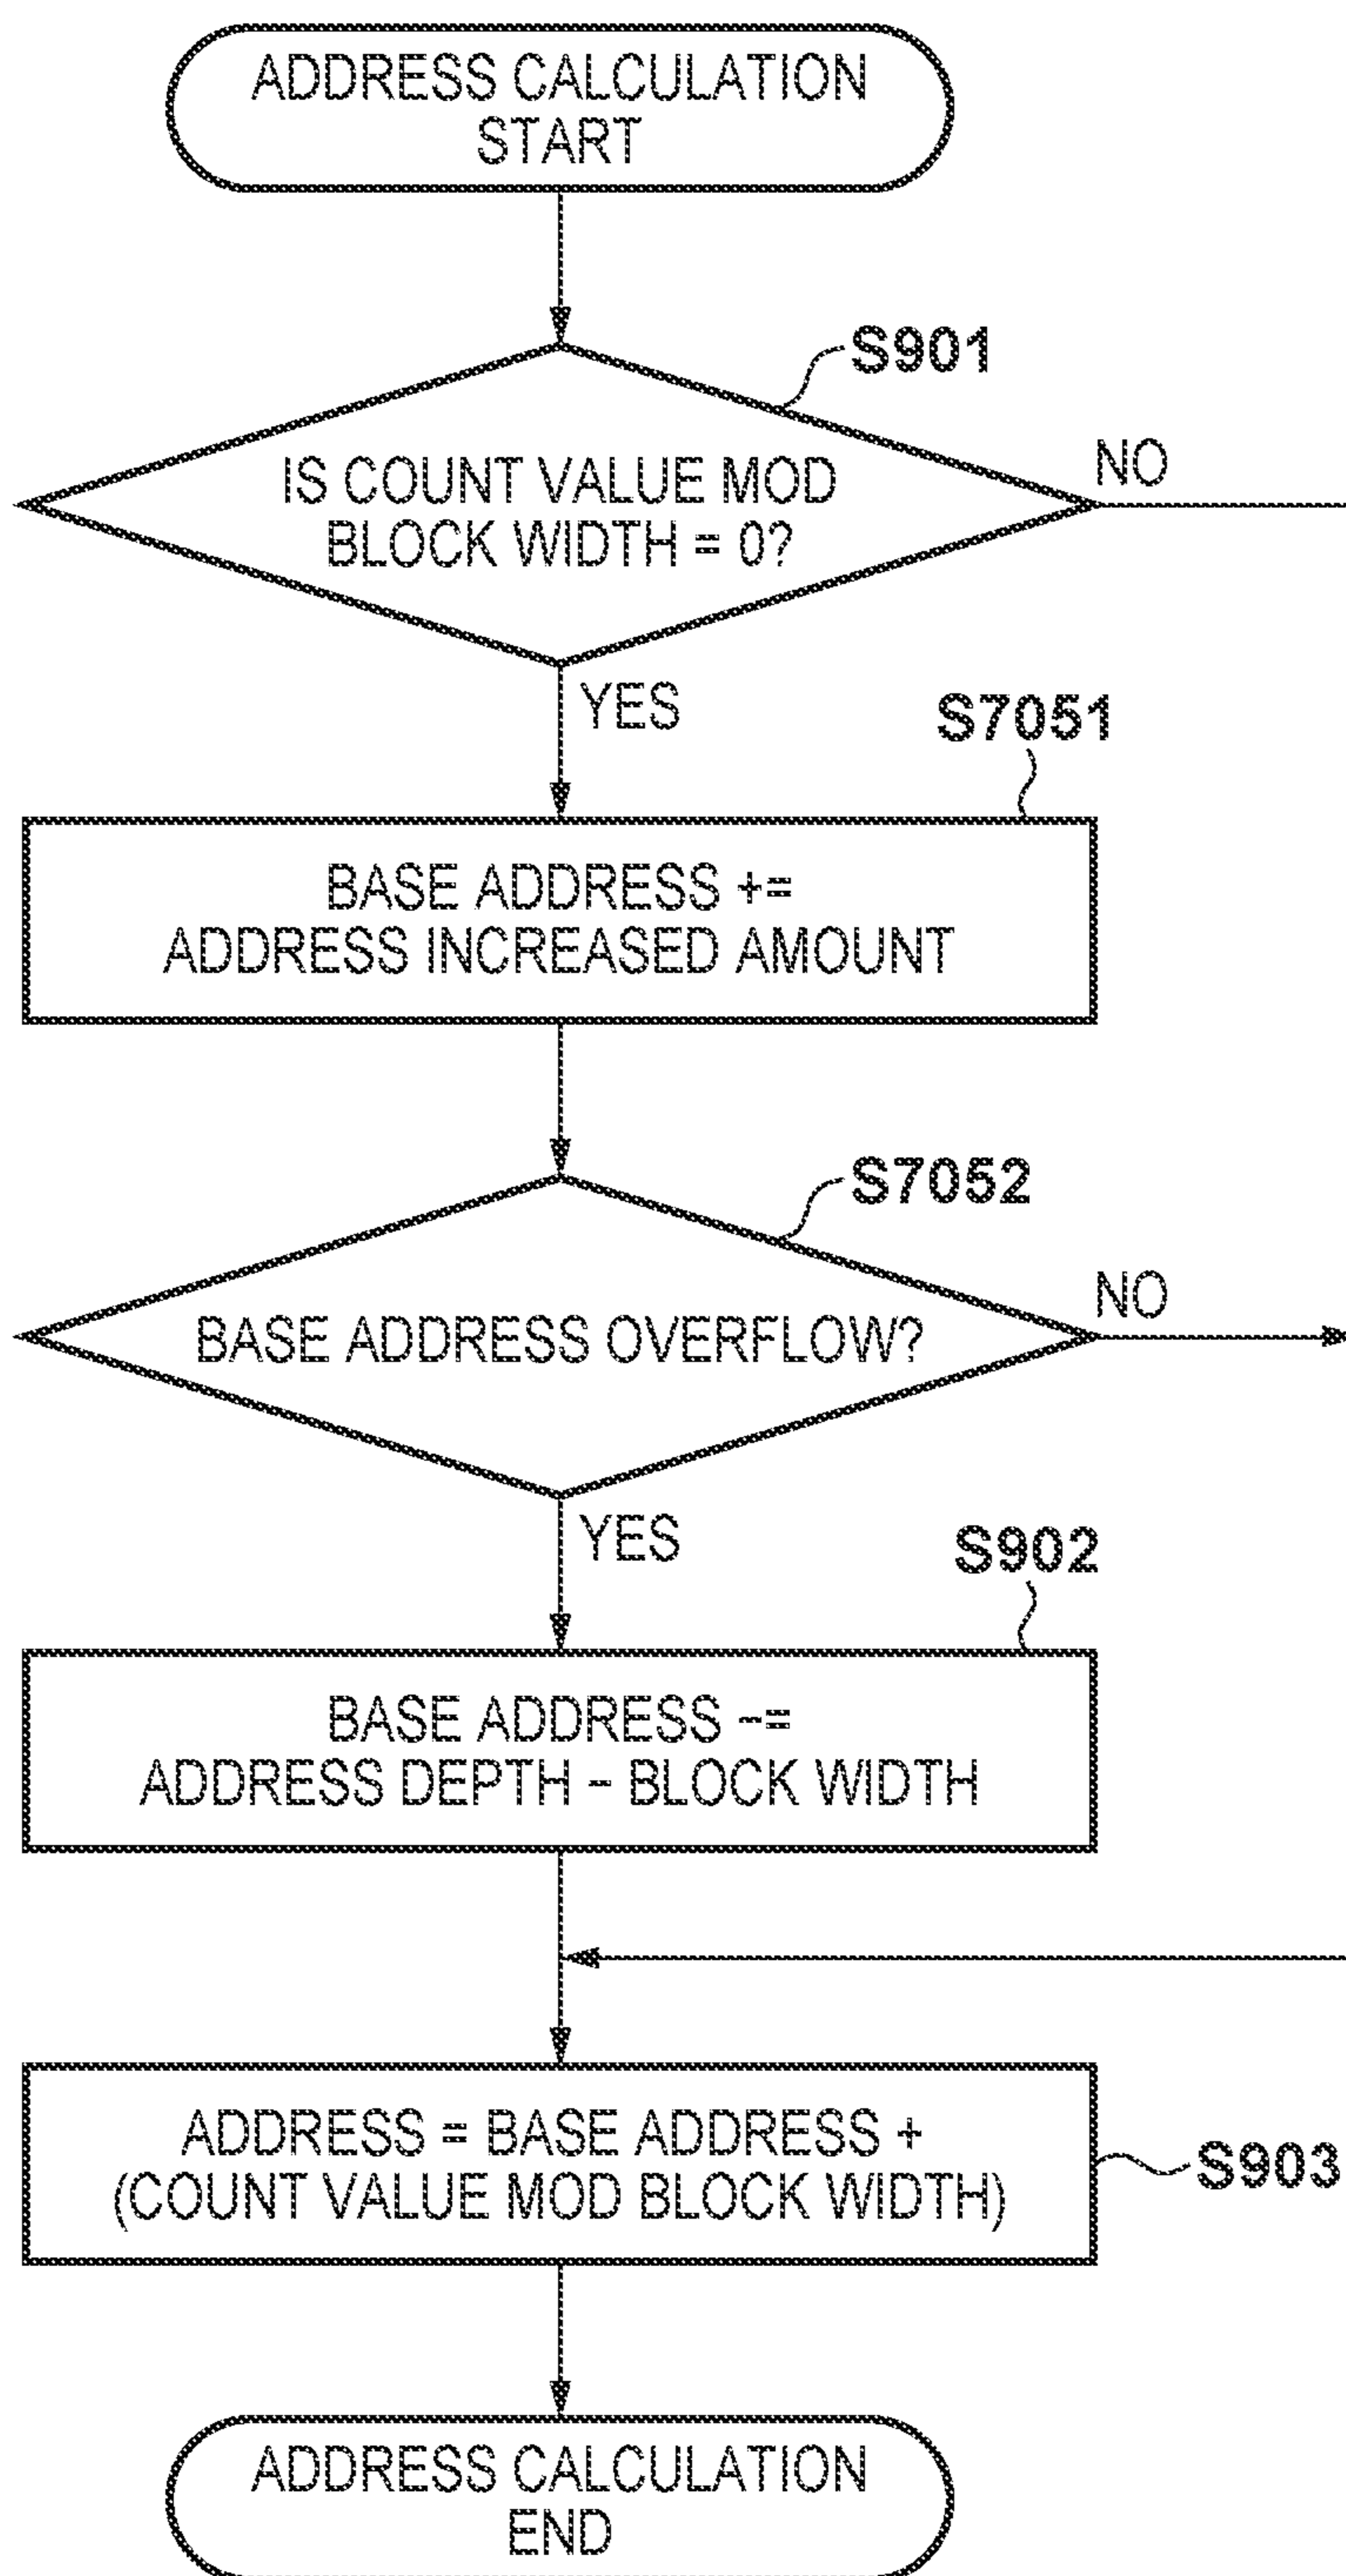 ADDRESS CALCULATION
START
S901
IS COUNT VALUE MOD
BLOCK WIDTH = 0?
NO
YES
S7051
BASE ADDRESS +=
ADDRESS INCREASED AMOUNT
S7052
BASE ADDRESS OVERFLOW?
NO
YES
S902
BASE ADDRESS -=
ADDRESS DEPTH - BLOCK WIDTH
ADDRESS = BASE ADDRESS +
(COUNT VALUE MOD BLOCK WIDTH)
S903
ADDRESS CALCULATION
END